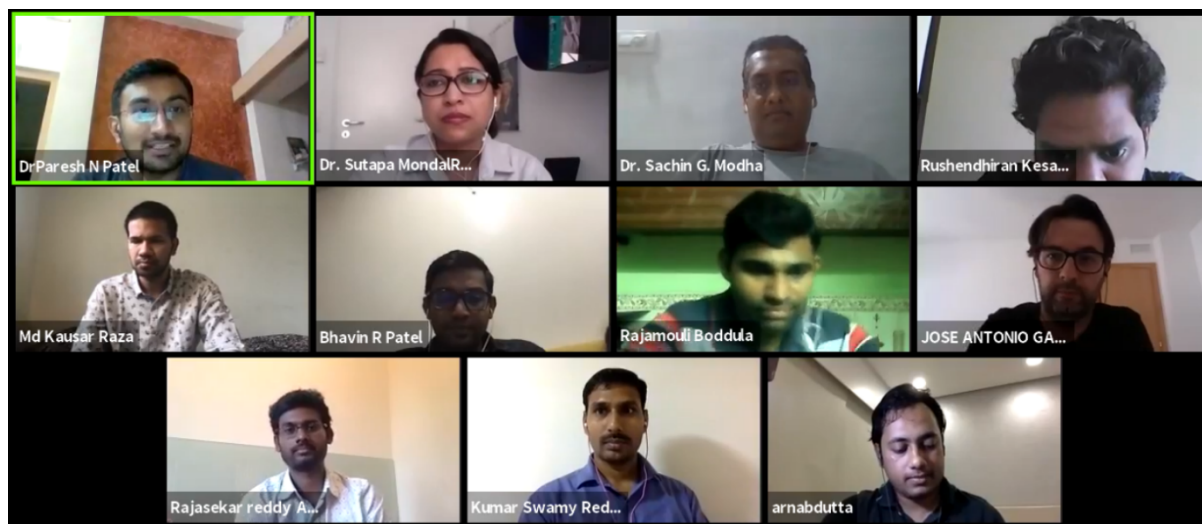 DrParesh N Patel
Dr. Sutapa MondalR...
Dr. Sachin G. Modha
Rushendhiran Kesa...
Md Kausar Raza
Bhavin R Patel
Rajamouli Boddula
JOSE ANTONIO GA...
Rajasekar reddy A...
Kumar Swamy Red...
arnabdutta